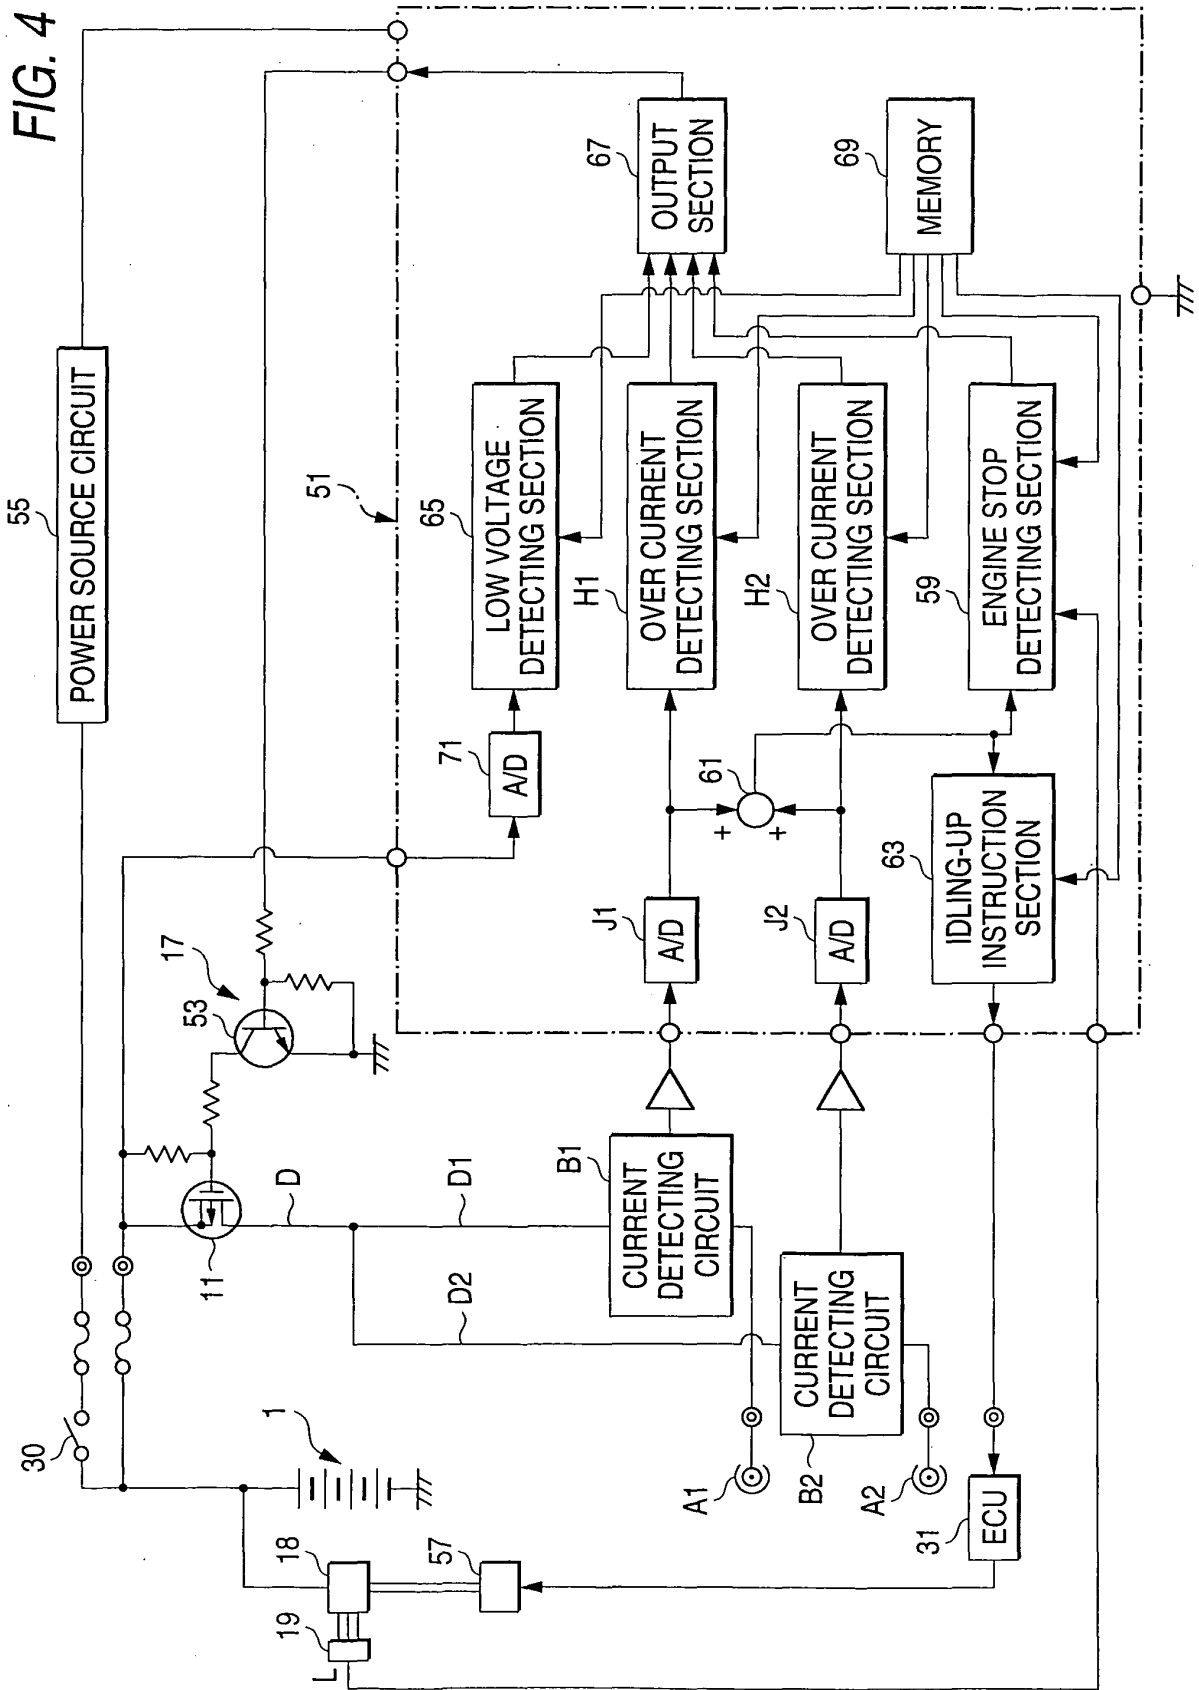 FIG. 4
55
POWER SOURCE CIRCUIT
30
1
18
19
L
57
11
17
53
D
D1
D2
51
65
LOW VOLTAGE
DETECTING SECTION
71
A/D
67
OUTPUT
SECTION
H1
OVER CURRENT
DETECTING SECTION
B1
CURRENT
DETECTING
CIRCUIT
J1
A/D
61
+
+
69
MEMORY
H2
OVER CURRENT
DETECTING SECTION
A1
B2
CURRENT
DETECTING
CIRCUIT
J2
A/D
A2
59
ENGINE STOP
DETECTING SECTION
63
IDLING-UP
INSTRUCTION
SECTION
31
ECU